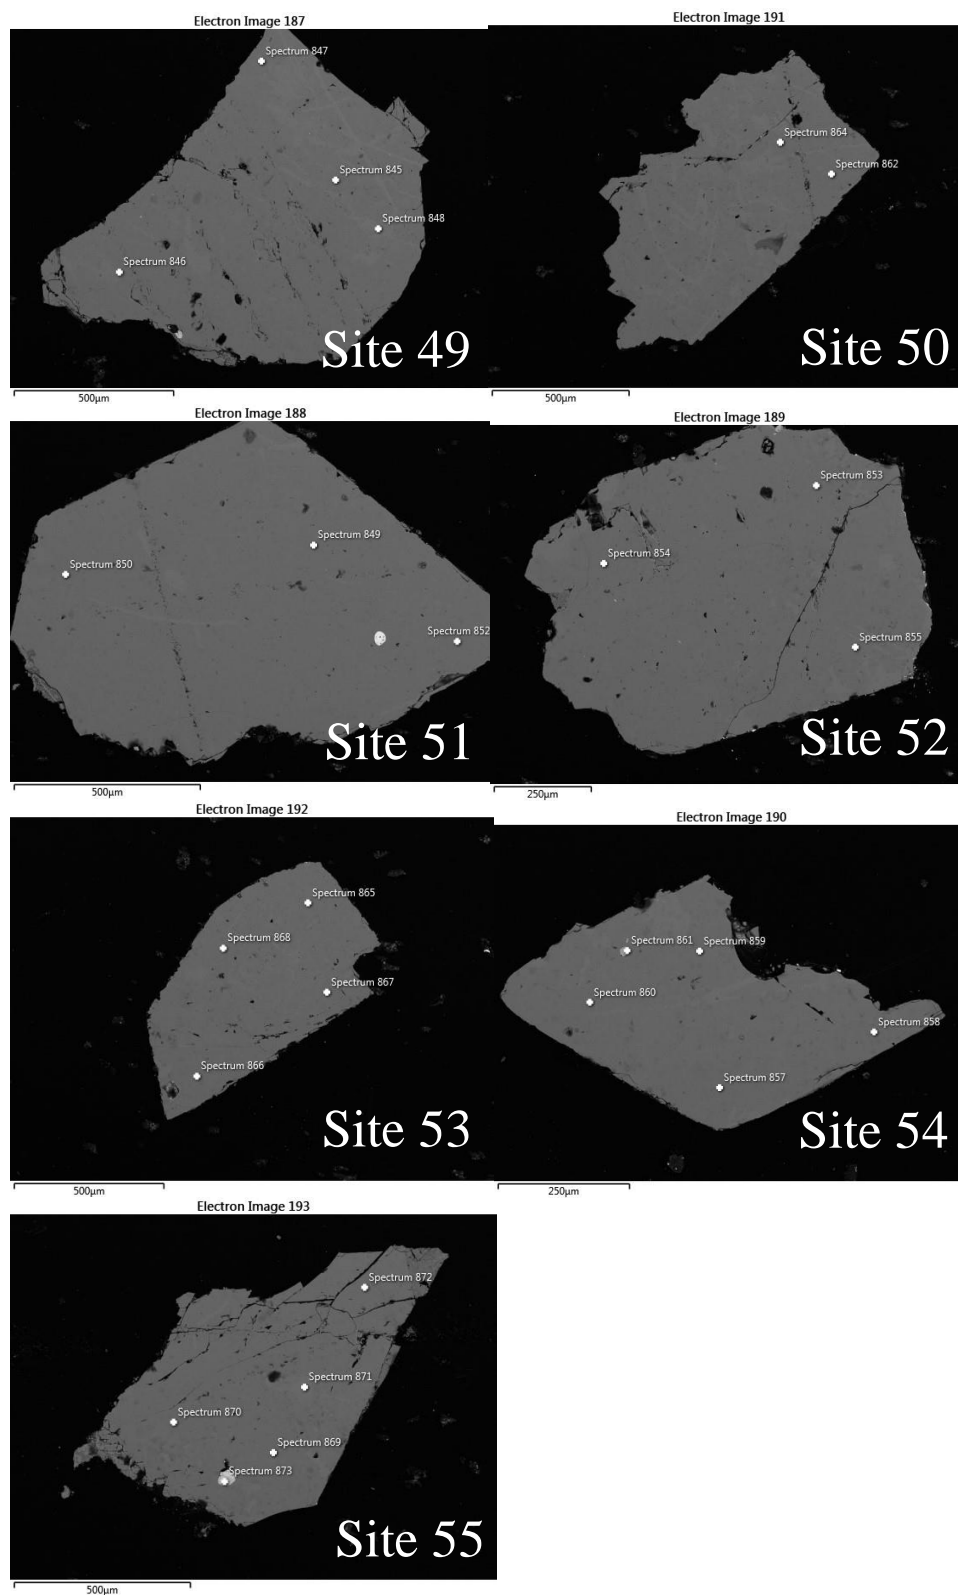 Electron Image 187
Spectrum 847
Spectrum 845
Spectrum 848
Spectrum 846
Site 49
500µm
Electron Image 191
Spectrum 864
Spectrum 862
Site 50
500µm
Electron Image 188
Spectrum 849
Spectrum 850
Spectrum 852
Site 51
500µm
Electron Image 189
Spectrum 853
Spectrum 854
Spectrum 855
Site 52
250µm
Electron Image 192
Spectrum 865
Spectrum 868
Spectrum 867
Spectrum 866
Site 53
500µm
Electron Image 190
Spectrum 861
Spectrum 859
Spectrum 860
Spectrum 858
Spectrum 857
Site 54
250µm
Electron Image 193
Spectrum 872
Spectrum 871
Spectrum 870
Spectrum 869
Spectrum 873
Site 55
500µm